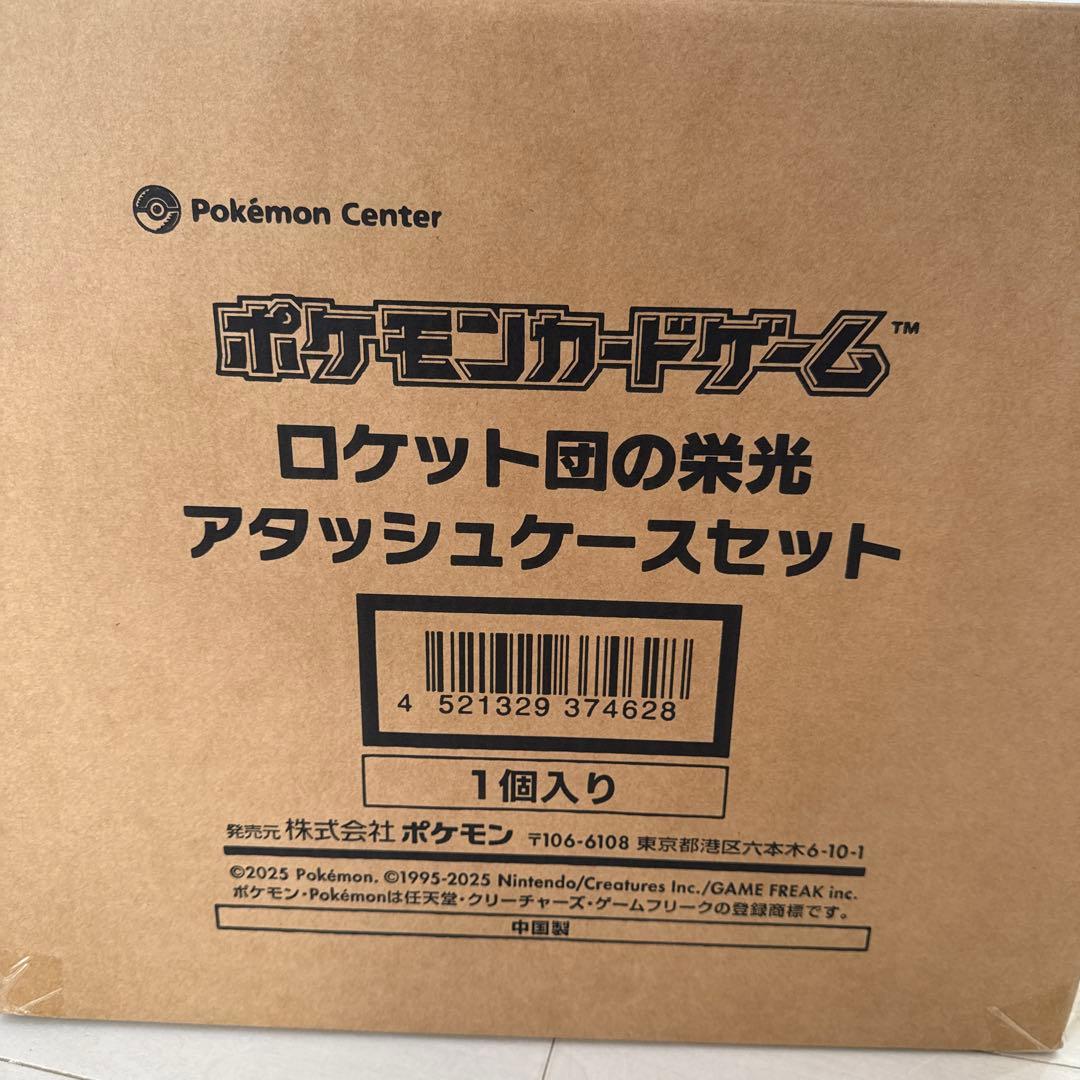 Pokémon Center
ポケモンカードゲーム™
ロケット団の栄光
アタッシュケースセット
4 521329 374628
1個入り
発売元 株式会社 ポケモン 〒106-6108 東京都港区六本木6-10-1
©2025 Pokémon. ©1995-2025 Nintendo/Creatures Inc./GAME FREAK inc.
ポケモン・Pokémonは任天堂・クリーチャーズ・ゲームフリークの登録商標です。
中国製